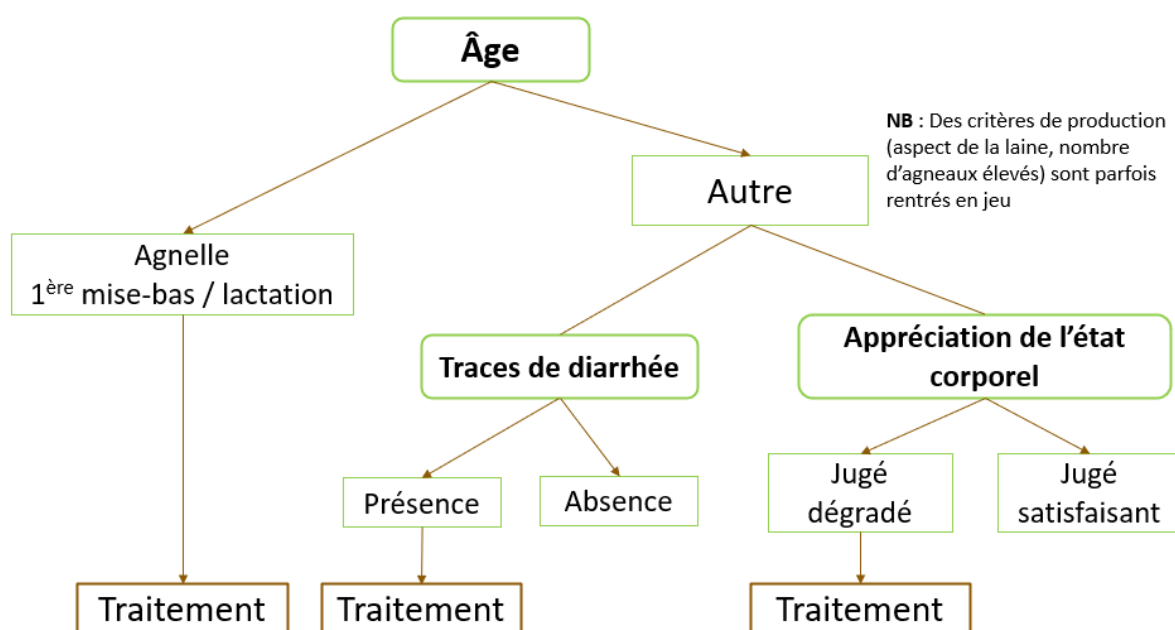 Âge
NB : Des critères de production
(aspect de la laine, nombre
d’agneaux élevés) sont parfois
rentrés en jeu
Autre
Agnelle
1ère mise-bas / lactation
Traces de diarrhée
Appréciation de l’état
corporel
Présence
Absence
Jugé
dégradé
Jugé
satisfaisant
Traitement
Traitement
Traitement